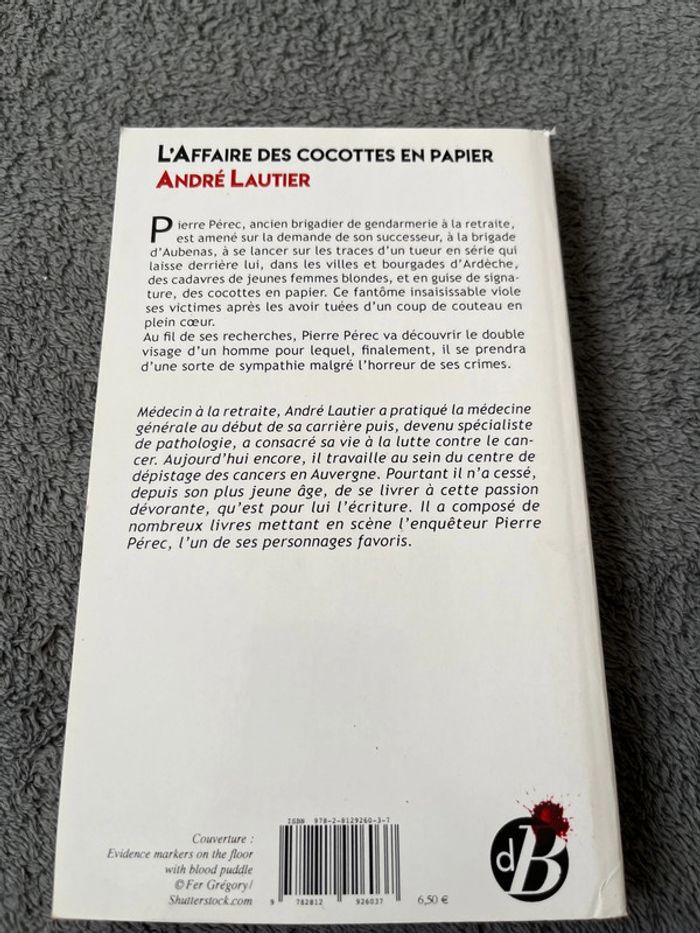 L'AFFAIRE DES COCOTTES EN PAPIER
ANDRÉ LAUTIER
Pierre Pérec, ancien brigadier de gendarmerie à la retraite,
est amené sur la demande de son successeur, à la brigade
d'Aubenas, à se lancer sur les traces d'un tueur en série qui
laisse derrière lui, dans les villes et bourgades d'Ardèche,
des cadavres de jeunes femmes blondes, et en guise de signa-
ture, des cocottes en papier. Ce fantôme insaisissable viole
ses victimes après les avoir tuées d'un coup de couteau en
plein cœur.
Au fil de ses recherches, Pierre Pérec va découvrir le double
visage d'un homme pour lequel, finalement, il se prendra
d'une sorte de sympathie malgré l'horreur de ses crimes.
Médecin à la retraite, André Lautier a pratiqué la médecine
générale au début de sa carrière puis, devenu spécialiste
de pathologie, a consacré sa vie à la lutte contre le can-
cer. Aujourd'hui encore, il travaille au sein du centre de
dépistage des cancers en Auvergne. Pourtant il n'a cessé,
depuis son plus jeune âge, de se livrer à cette passion
dévorante, qu'est pour lui l'écriture. Il a composé de
nombreux livres mettant en scène l'enquêteur Pierre
Pérec, l'un de ses personnages favoris.
Couverture :
Evidence markers on the floor
with blood puddle
© Fer Grégory/
Shutterstock.com
ISBN 978-2-8129260-3-7
9 782812 926037
6,50 €
dB